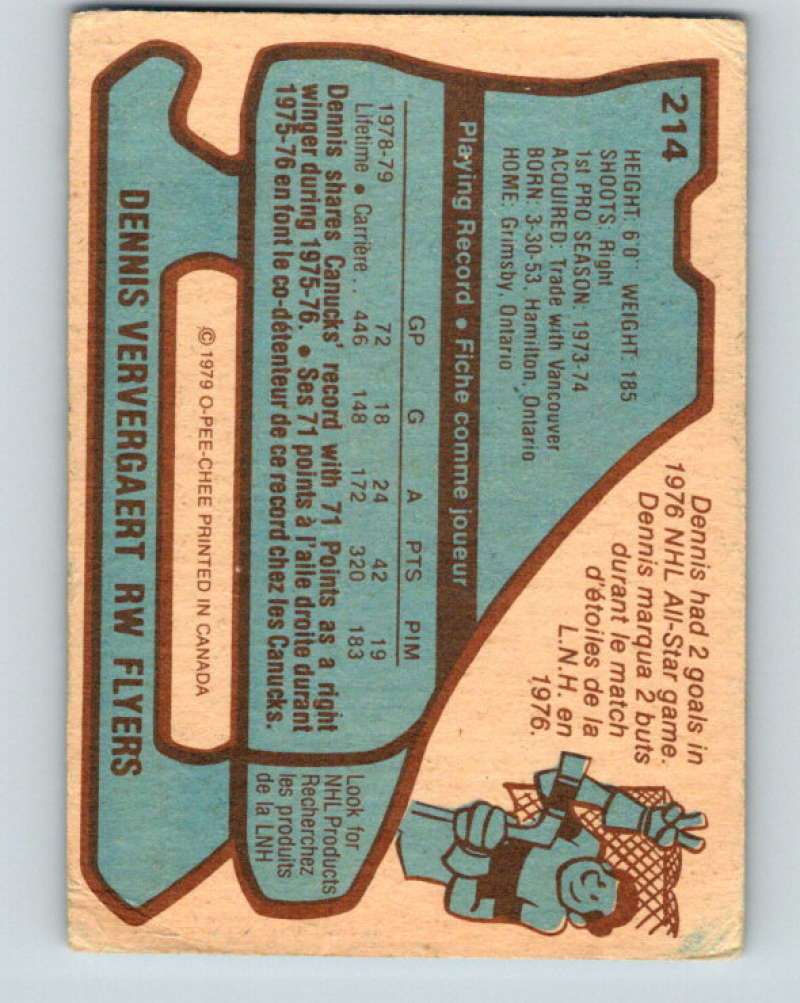 214
HEIGHT: 6'0" WEIGHT: 185
SHOOTS: Right
1st PRO SEASON: 1973-74
ACQUIRED: Trade with Vancouver
BORN: 3-30-53, Hamilton, Ontario
HOME: Grimsby, Ontario
Dennis had 2 goals in
1976 NHL All-Star game.
Dennis marqua 2 buts
durant le match
d'étoiles de la
L.N.H. en
1976.
Playing Record • Fiche comme joueur
GP G A PTS PIM
1978-79 72 18 24 42 19
Lifetime • Carrière . . 446 148 172 320 183
Dennis shares Canucks' record with 71 Points as a right
winger during 1975-76. • Ses 71 points à l'aile droite durant
1975-76 en font le co-détenteur de ce record chez les Canucks.
Look for
NHL Products
Recherchez
les produits
de la LNH
© 1979 O-PEE-CHEE PRINTED IN CANADA
DENNIS VERVERGAERT RW FLYERS